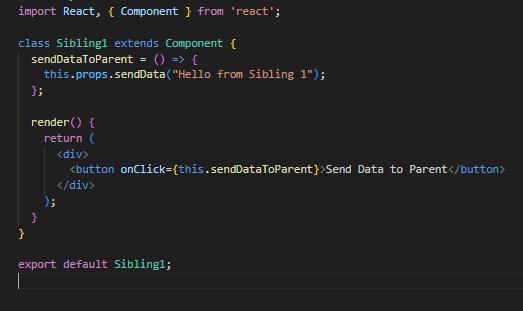 import React, { Component } from 'react';
class Sibling1 extends Component {
sendDataToParent = () => {
this.props.sendData("Hello from Sibling 1");
};
render() {
return (
<div>
<button onClick={this.sendDataToParent}>Send Data to Parent</button>
</div>
);
}
}
export default Sibling1;